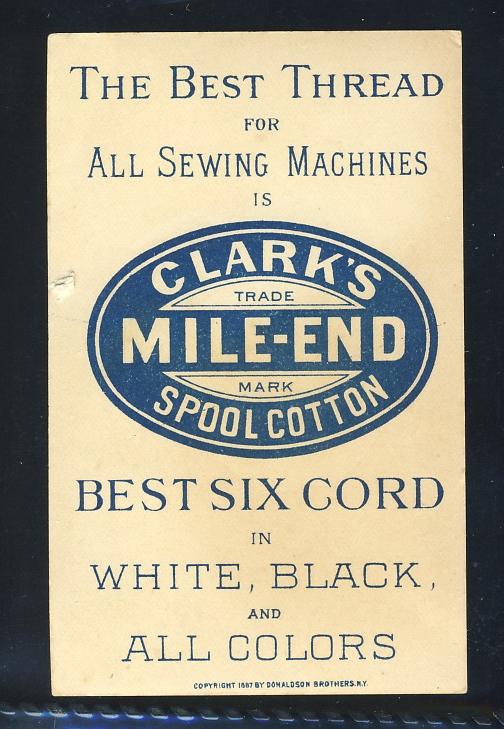 THE BEST THREAD
FOR
ALL SEWING MACHINES
IS
CLARK'S
TRADE
MILE-END
MARK
SPOOL COTTON
BEST SIX CORD
IN
WHITE, BLACK,
AND
ALL COLORS
COPYRIGHT 1887 BY DONALDSON BROTHERS. N.Y.